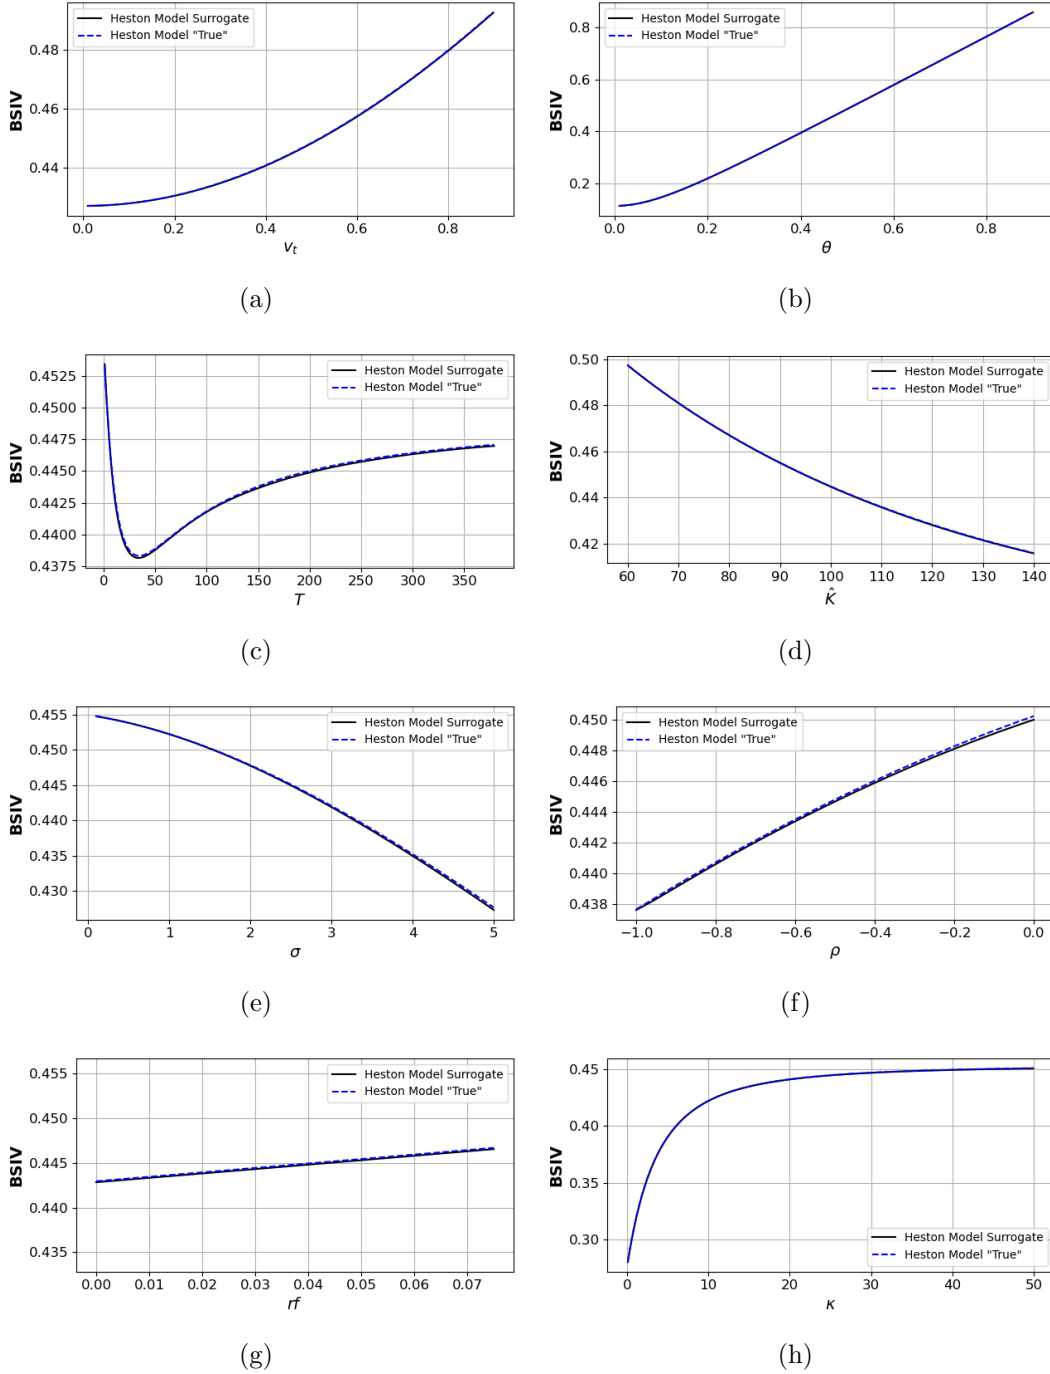 Heston Model Surrogate
Heston Model "True"
BSIV
0.48
0.46
0.44
0.0 0.2 0.4 0.6 0.8
v_t
(a)
Heston Model Surrogate
Heston Model "True"
BSIV
0.8
0.6
0.4
0.2
0.0 0.2 0.4 0.6 0.8
θ
(b)
Heston Model Surrogate
Heston Model "True"
BSIV
0.4525
0.4500
0.4475
0.4450
0.4425
0.4400
0.4375
0 50 100 150 200 250 300 350
T
(c)
Heston Model Surrogate
Heston Model "True"
BSIV
0.50
0.48
0.46
0.44
0.42
60 70 80 90 100 110 120 130 140
K̂
(d)
Heston Model Surrogate
Heston Model "True"
BSIV
0.455
0.450
0.445
0.440
0.435
0.430
0 1 2 3 4 5
σ
(e)
Heston Model Surrogate
Heston Model "True"
BSIV
0.450
0.448
0.446
0.444
0.442
0.440
0.438
−1.0 −0.8 −0.6 −0.4 −0.2 0.0
ρ
(f)
Heston Model Surrogate
Heston Model "True"
BSIV
0.455
0.450
0.445
0.440
0.435
0.00 0.01 0.02 0.03 0.04 0.05 0.06 0.07
rf
(g)
Heston Model Surrogate
Heston Model "True"
BSIV
0.45
0.40
0.35
0.30
0 10 20 30 40 50
κ
(h)